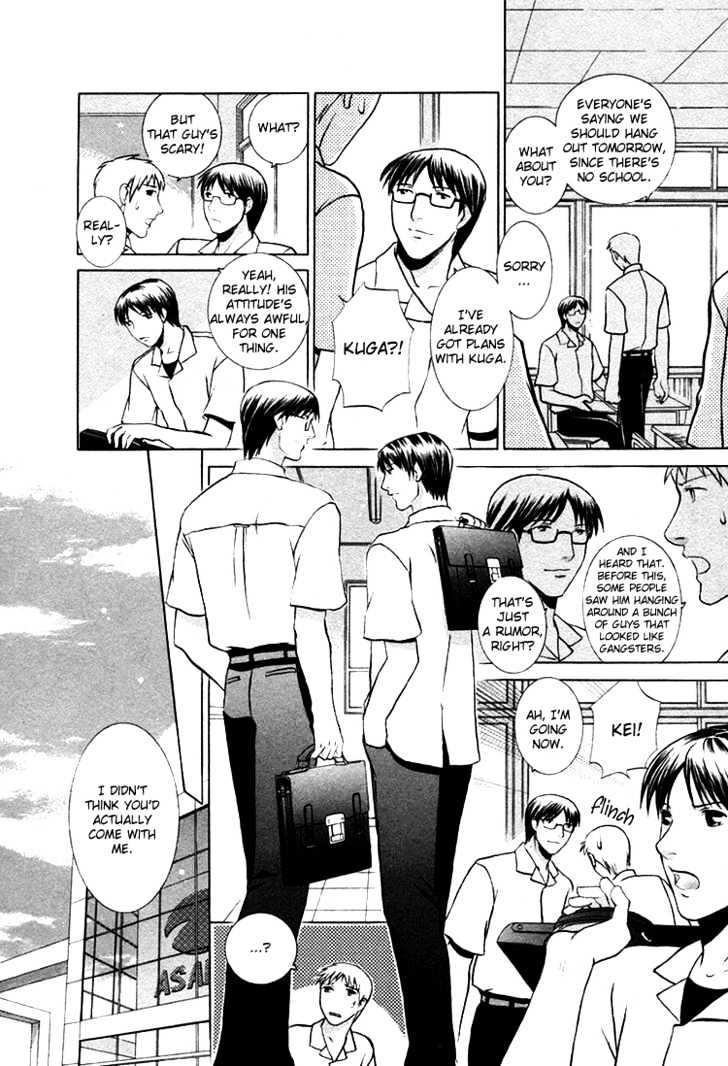 EVERYONE'S
SAYING WE
SHOULD HANG
OUT TOMORROW,
SINCE THERE'S
NO SCHOOL.
WHAT
ABOUT
YOU?
SORRY
...
I'VE
ALREADY
GOT PLANS
WITH KUGA.
KUGA?!
WHAT?
BUT
THAT GUY'S
SCARY!
REAL-
LY?
YEAH,
REALLY! HIS
ATTITUDE'S
ALWAYS AWFUL,
FOR ONE
THING.
AND I
HEARD THAT.
BEFORE THIS,
SOME PEOPLE
SAW HIM HANGING
AROUND A BUNCH
OF GUYS THAT
LOOKED LIKE
GANGSTERS.
THAT'S
JUST
A RUMOR,
RIGHT?
KEI!
AH, I'M
GOING
NOW.
flinch
...?
I DIDN'T
THINK YOU'D
ACTUALLY
COME WITH
ME.